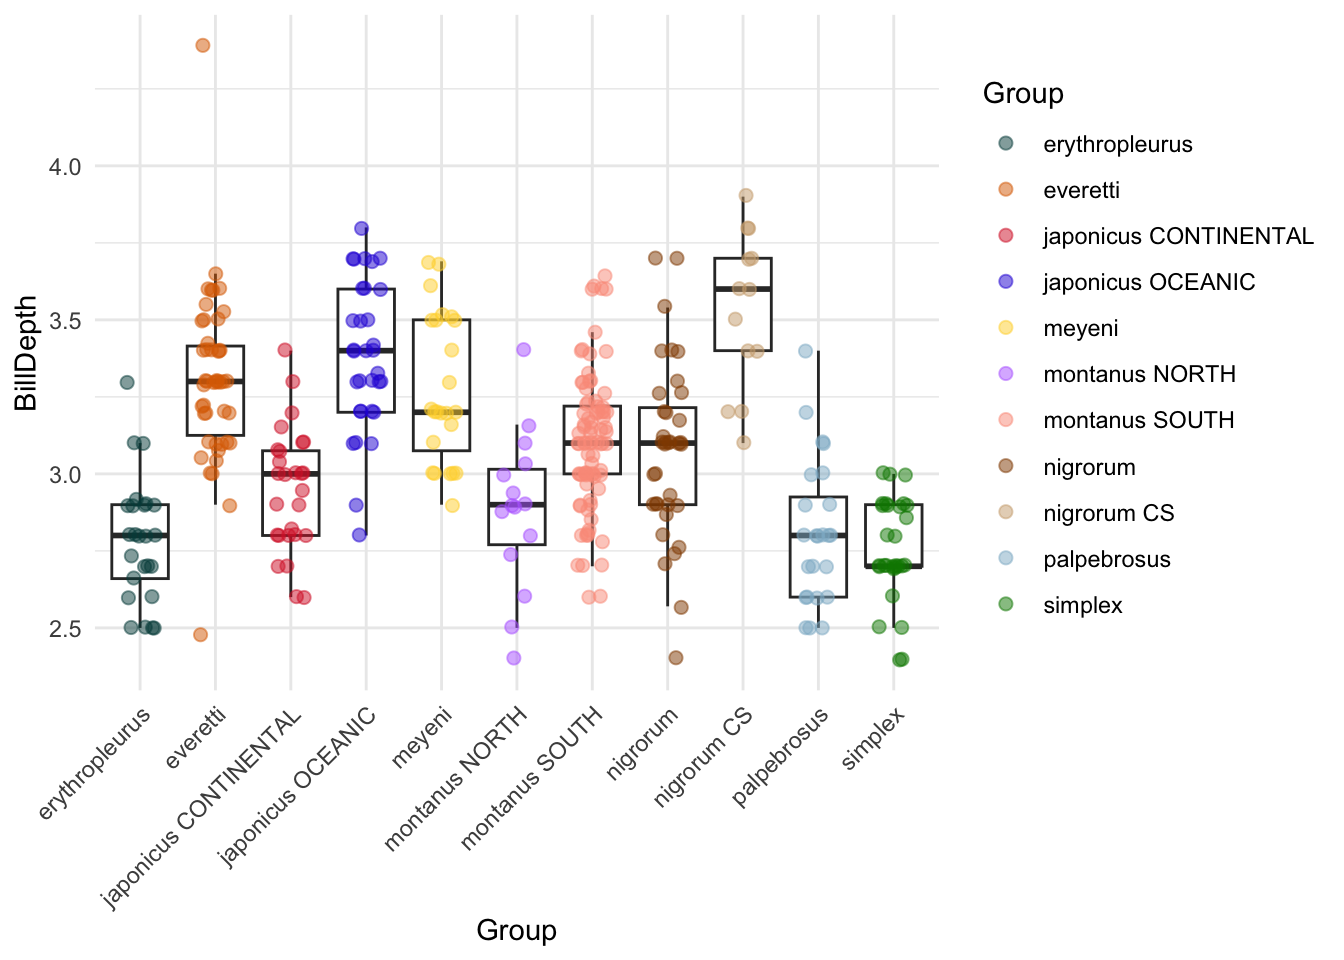 BillDepth
4.0
3.5
3.0
2.5
erythropleurus
everetti
japonicus CONTINENTAL
japonicus OCEANIC
meyeni
montanus NORTH
montanus SOUTH
nigrorum
nigrorum CS
palpebrosus
simplex
Group
Group
erythropleurus
everetti
japonicus CONTINENTAL
japonicus OCEANIC
meyeni
montanus NORTH
montanus SOUTH
nigrorum
nigrorum CS
palpebrosus
simplex